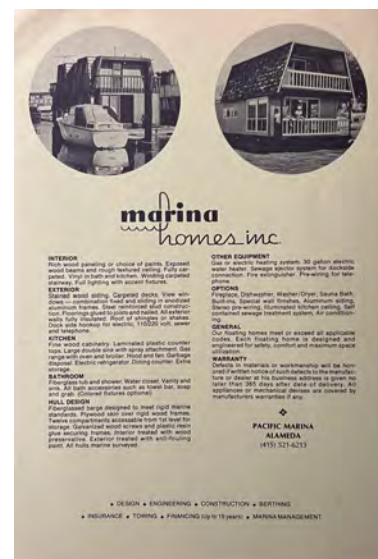 marina
homes inc.
INTERIOR
Rich wood paneling or choice of paints. Exposed
wood beams and rough textured ceiling. Fully car-
peted. Vinyl in bath and kitchen. Winding carpeted
stairway. Full lighting with accent fixtures.
EXTERIOR
Stained wood siding. Carpeted decks. View win-
dows — combination fixed and sliding in anodized
aluminum frames. Steel reinforced stud construc-
tion. Floorings glued to joists and nailed. All exterior
walls fully insulated. Roof of shingles or shakes.
Dock side hookup for electric, 110/220 volt, sewer
and telephone.
KITCHEN
Fine wood cabinetry. Laminated plastic counter
tops. Large double sink with spray attachment. Gas
range with oven and broiler. Hood and fan. Garbage
disposal. Electric refrigerator. Dining counter. Extra
storage.
BATHROOM
Fiberglass tub and shower. Water closet. Vanity and
sink. All bath accessories such as towel bar, soap
and grab. (Colored fixtures optional)
HULL DESIGN
Fiberglassed barge designed to meet rigid marine
standards. Plywood skin over rigid wood frames.
Twelve compartments accessable from 1st level for
storage. Galvanized wood screws and plastic resin
glue securing frames. Interior treated with wood
preservative. Exterior treated with anti-fouling
paint. All hulls marine surveyed.
OTHER EQUIPMENT
Gas or electric heating system. 30 gallon electric
water heater. Sewage ejector system for dockside
connection. Fire extinguisher. Pre-wiring for tele-
phone.
OPTIONS
Fireplace, Dishwasher, Washer/Dryer, Sauna Bath,
Built-ins, Special wall finishes, Aluminum siding,
Stereo pre-wiring, Illuminated kitchen ceiling, Self
contained sewage treatment system, Air condition-
ing.
GENERAL
Our floating homes meet or exceed all applicable
codes. Each floating home is designed and
engineered for safety, comfort and maximum space
utilization.
WARRANTY
Defects in materials or workmanship will be hon-
ored if written notice of such defects to the manufac-
turer or dealer at his business address is given no
later than 365 days after date of delivery. All
appliances or mechanical devises are covered by
manufacturers warranties if any.
PACIFIC MARINA
ALAMEDA
(415) 521-6213
• DESIGN • ENGINEERING • CONSTRUCTION • BERTHING
• INSURANCE • TOWING • FINANCING (Up to 15 years) • MARINA MANAGEMENT